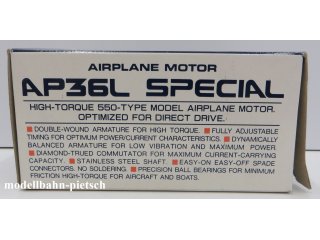 AIRPLANE MOTOR
AP36L SPECIAL
HIGH-TORQUE 550-TYPE MODEL AIRPLANE MOTOR.
OPTIMIZED FOR DIRECT DRIVE.
■ DOUBLE-WOUND ARMATURE FOR HIGH TORQUE. ■ FULLY ADJUSTABLE
TIMING FOR OPTIMUM POWER/CURRENT CHARACTERISTICS. ■ DYNAMICALLY
BALANCED ARMATURE FOR LOW VIBRATION AND MAXIMUM POWER.
■ DIAMOND-TRUED COMMUTATOR FOR MAXIMUM CURRENT-CARRYING
CAPACITY. ■ STAINLESS STEEL SHAFT. ■ EASY-ON EASY-OFF SPADE
CONNECTORS. NO SOLDERING. ■ PRECISION BALL BEARINGS FOR MINIMUM
FRICTION HIGH-TORQUE FOR AIRCRAFT AND BOATS.
modellbahn-pietsch